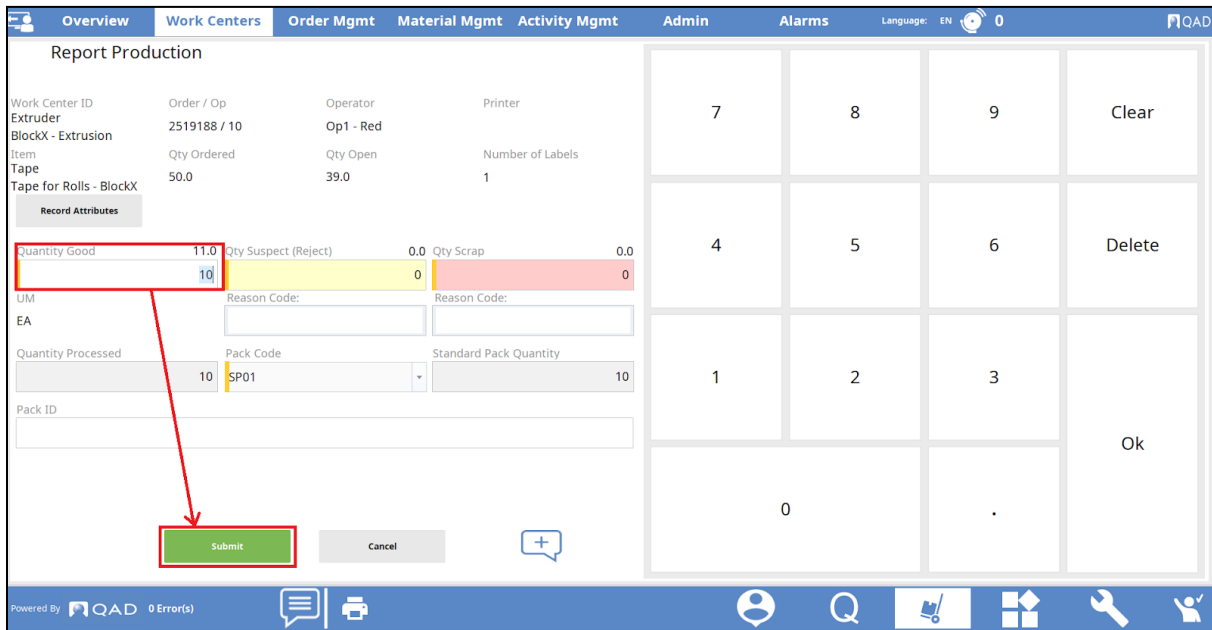 Overview Work Centers Order Mgmt Material Mgmt Activity Mgmt Admin Alarms Language: EN 0 QAD
Report Production
Work Center ID Order / Op Operator Printer
Extruder
BlockX - Extrusion 2519188 / 10 Op1 - Red
Item Qty Ordered Qty Open Number of Labels
Tape
Tape for Rolls - BlockX 50.0 39.0 1
Record Attributes
Quantity Good 11.0 Qty Suspect (Reject) 0.0 Qty Scrap 0.0
10 0 0
UM Reason Code: Reason Code:
EA
Quantity Processed Pack Code Standard Pack Quantity
10 SP01 10
Pack ID
Submit Cancel
7 8 9 Clear
4 5 6 Delete
1 2 3
Ok
0 .
Powered By QAD 0 Error(s) Q